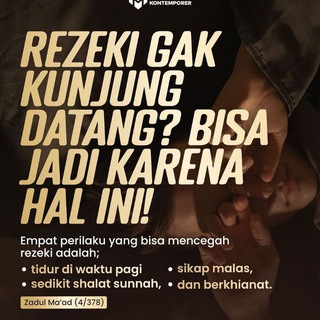 KONTEMPORER
REZEKI GAK
KUNJUNG
DATANG? BISA
JADI KARENA
HAL INI!
Empat perilaku yang bisa mencegah
rezeki adalah;
• tidur di waktu pagi
• sedikit shalat sunnah,
• sikap malas,
• dan berkhianat.
Zadul Ma'ad (4/378)